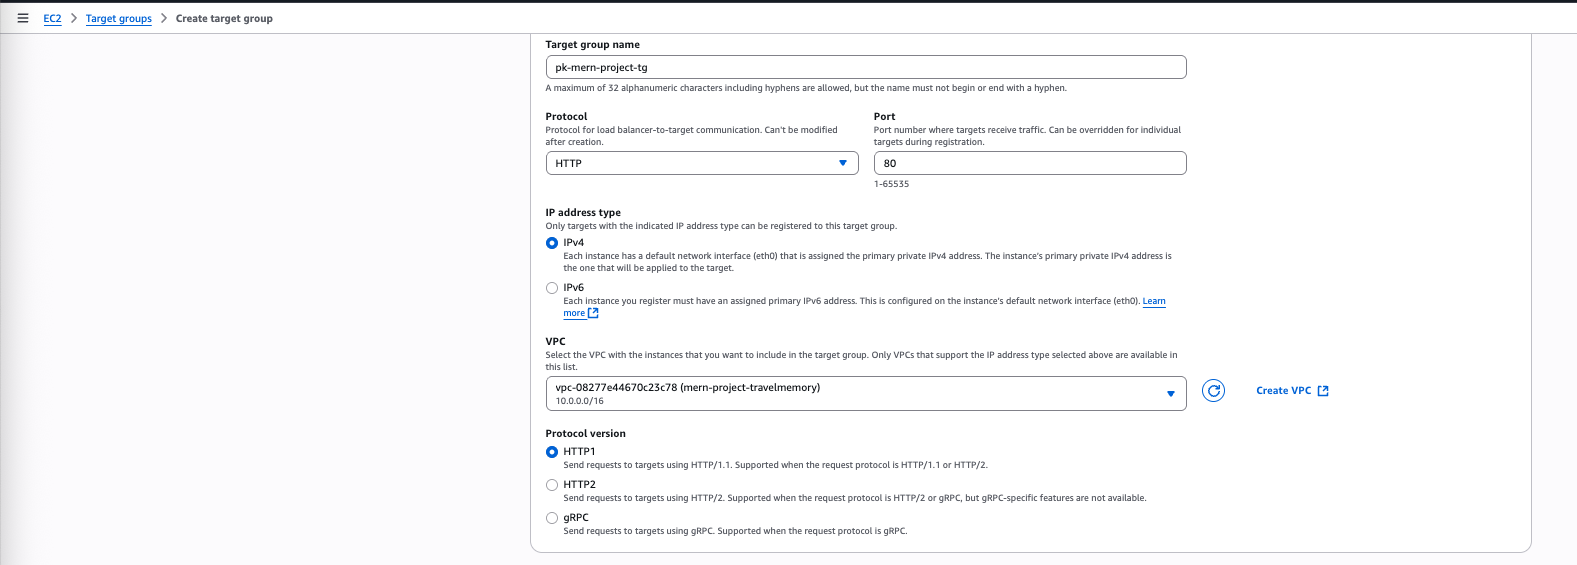 EC2 > Target groups > Create target group
Target group name
pk-mern-project-tg
A maximum of 32 alphanumeric characters including hyphens are allowed, but the name must not begin or end with a hyphen.
Protocol
Protocol for load balancer-to-target communication. Can't be modified
after creation.
HTTP
Port
Port number where targets receive traffic. Can be overridden for individual
targets during registration.
80
1-65535
IP address type
Only targets with the indicated IP address type can be registered to this target group.
IPv4
Each instance has a default network interface (eth0) that is assigned the primary private IPv4 address. The instance's primary private IPv4 address is
the one that will be applied to the target.
IPv6
Each instance you register must have an assigned primary IPv6 address. This is configured on the instance's default network interface (eth0). Learn
more
VPC
Select the VPC with the instances that you want to include in the target group. Only VPCs that support the IP address type selected above are available in
this list.
vpc-08277e44670c23c78 (mern-project-travelmemory)
10.0.0.0/16
Create VPC
Protocol version
HTTP1
Send requests to targets using HTTP/1.1. Supported when the request protocol is HTTP/1.1 or HTTP/2.
HTTP2
Send requests to targets using HTTP/2. Supported when the request protocol is HTTP/2 or gRPC, but gRPC-specific features are not available.
gRPC
Send requests to targets using gRPC. Supported when the request protocol is gRPC.